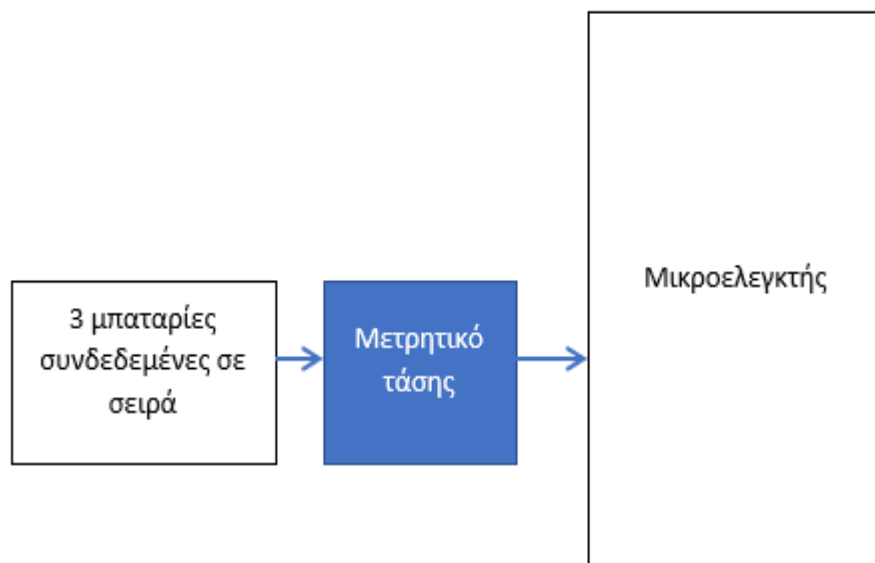 3 μπαταρίες
συνδεδεμένες σε
σειρά
Μετρητικό
τάσης
Μικροελεγκτής